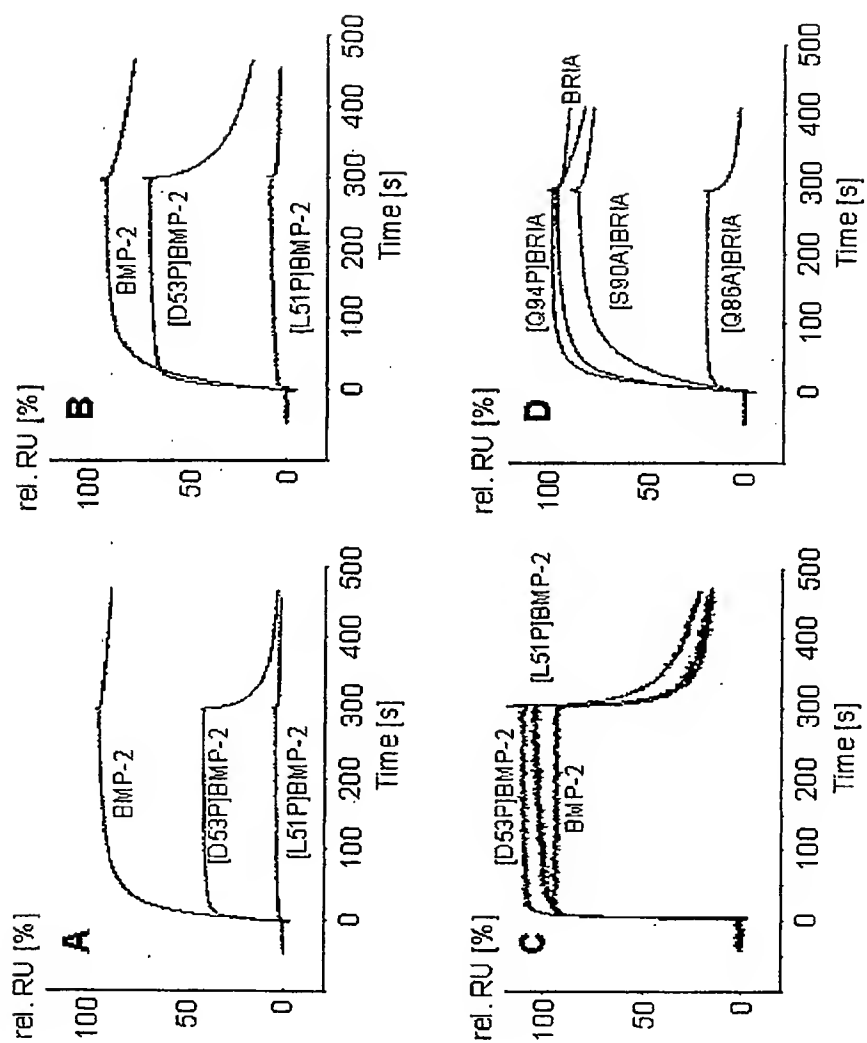 rel. RU [%]
A
100
50
0
BMP-2
[D53P]BMP-2
[L51P]BMP-2
0
100
200
300
400
500
Time [s]
rel. RU [%]
B
100
50
0
BMP-2
[D53P]BMP-2
[L51P]BMP-2
0
100
200
300
400
500
Time [s]
rel. RU [%]
C
100
50
0
[D53P]BMP-2
[L51P]BMP-2
BMP-2
0
100
200
300
400
500
Time [s]
rel. RU [%]
D
100
50
0
[Q94P]BRIA
BRIA
[S90A]BRIA
[Q86A]BRIA
0
100
200
300
400
500
Time [s]